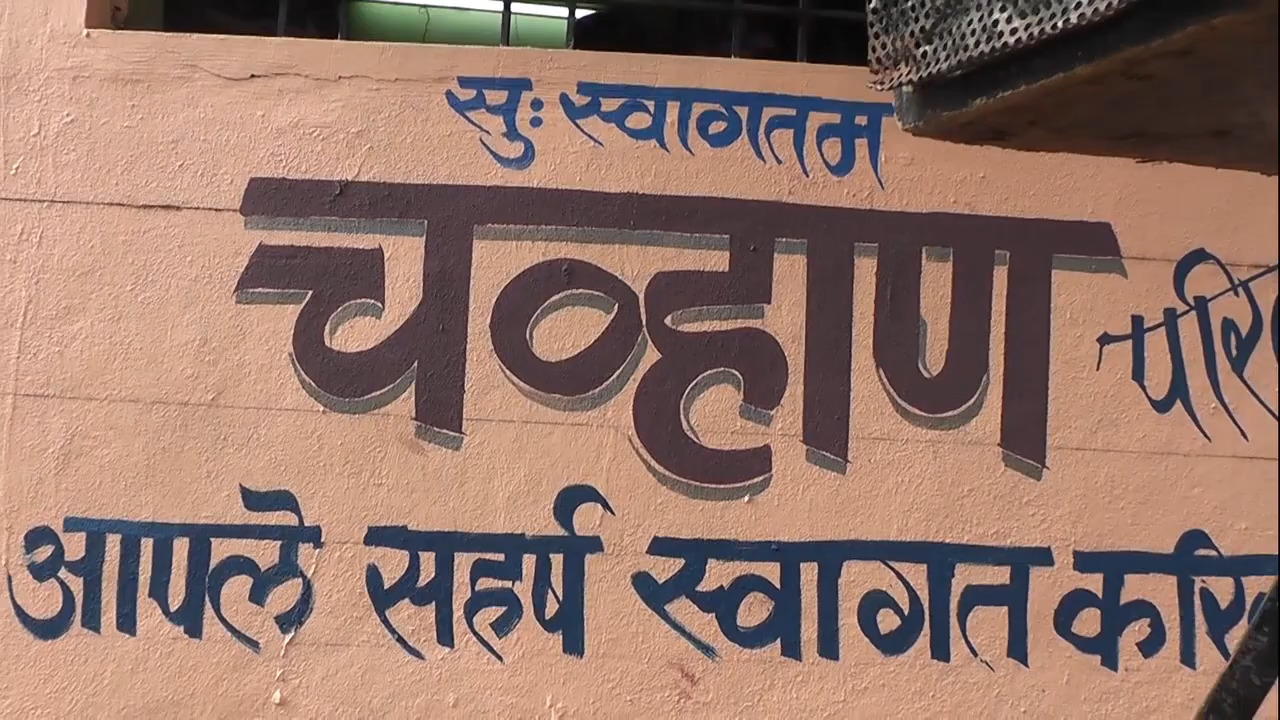 सुः स्वागतम
चव्हाण
आपले सहर्ष स्वागत